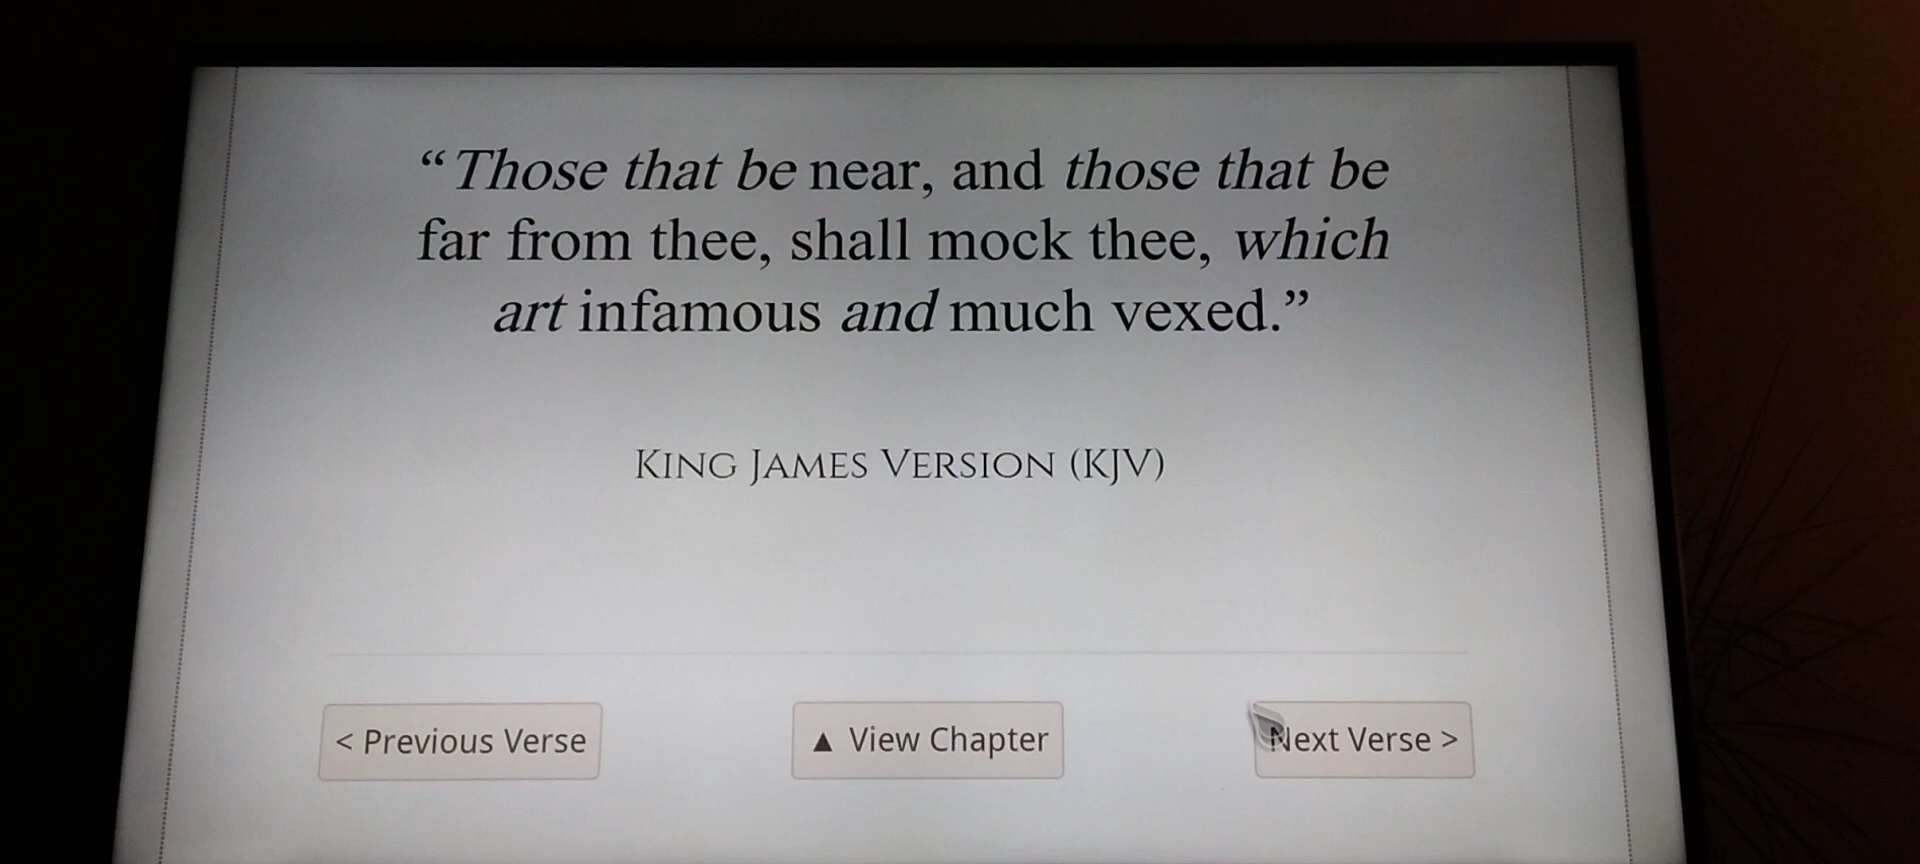 “Those that be near, and those that be
far from thee, shall mock thee, which
art infamous and much vexed.”
King James Version (KJV)
< Previous Verse
▲ View Chapter
Next Verse >